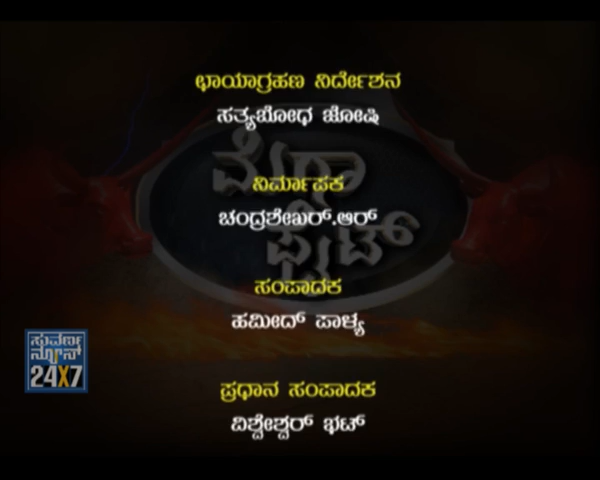 ಛಾಯಾಗ್ರಹಣ ನಿರ್ದೇಶನ
ಸತ್ಯಬೋಧ ಜೋಷಿ
ನಿರ್ಮಾಪಕ
ಚಂದ್ರಶೇಖರ್.ಆರ್
ಸಂಪಾದಕ
ಹಮೀದ್ ಪಾಳ್ಯ
ಪ್ರಧಾನ ಸಂಪಾದಕ
ವಿಶ್ವೇಶ್ವರ್ ಭಟ್
ಮೆಗಾ
ಫೈಟ್
ಸುವರ್ಣ
ನ್ಯೂಸ್
24X7